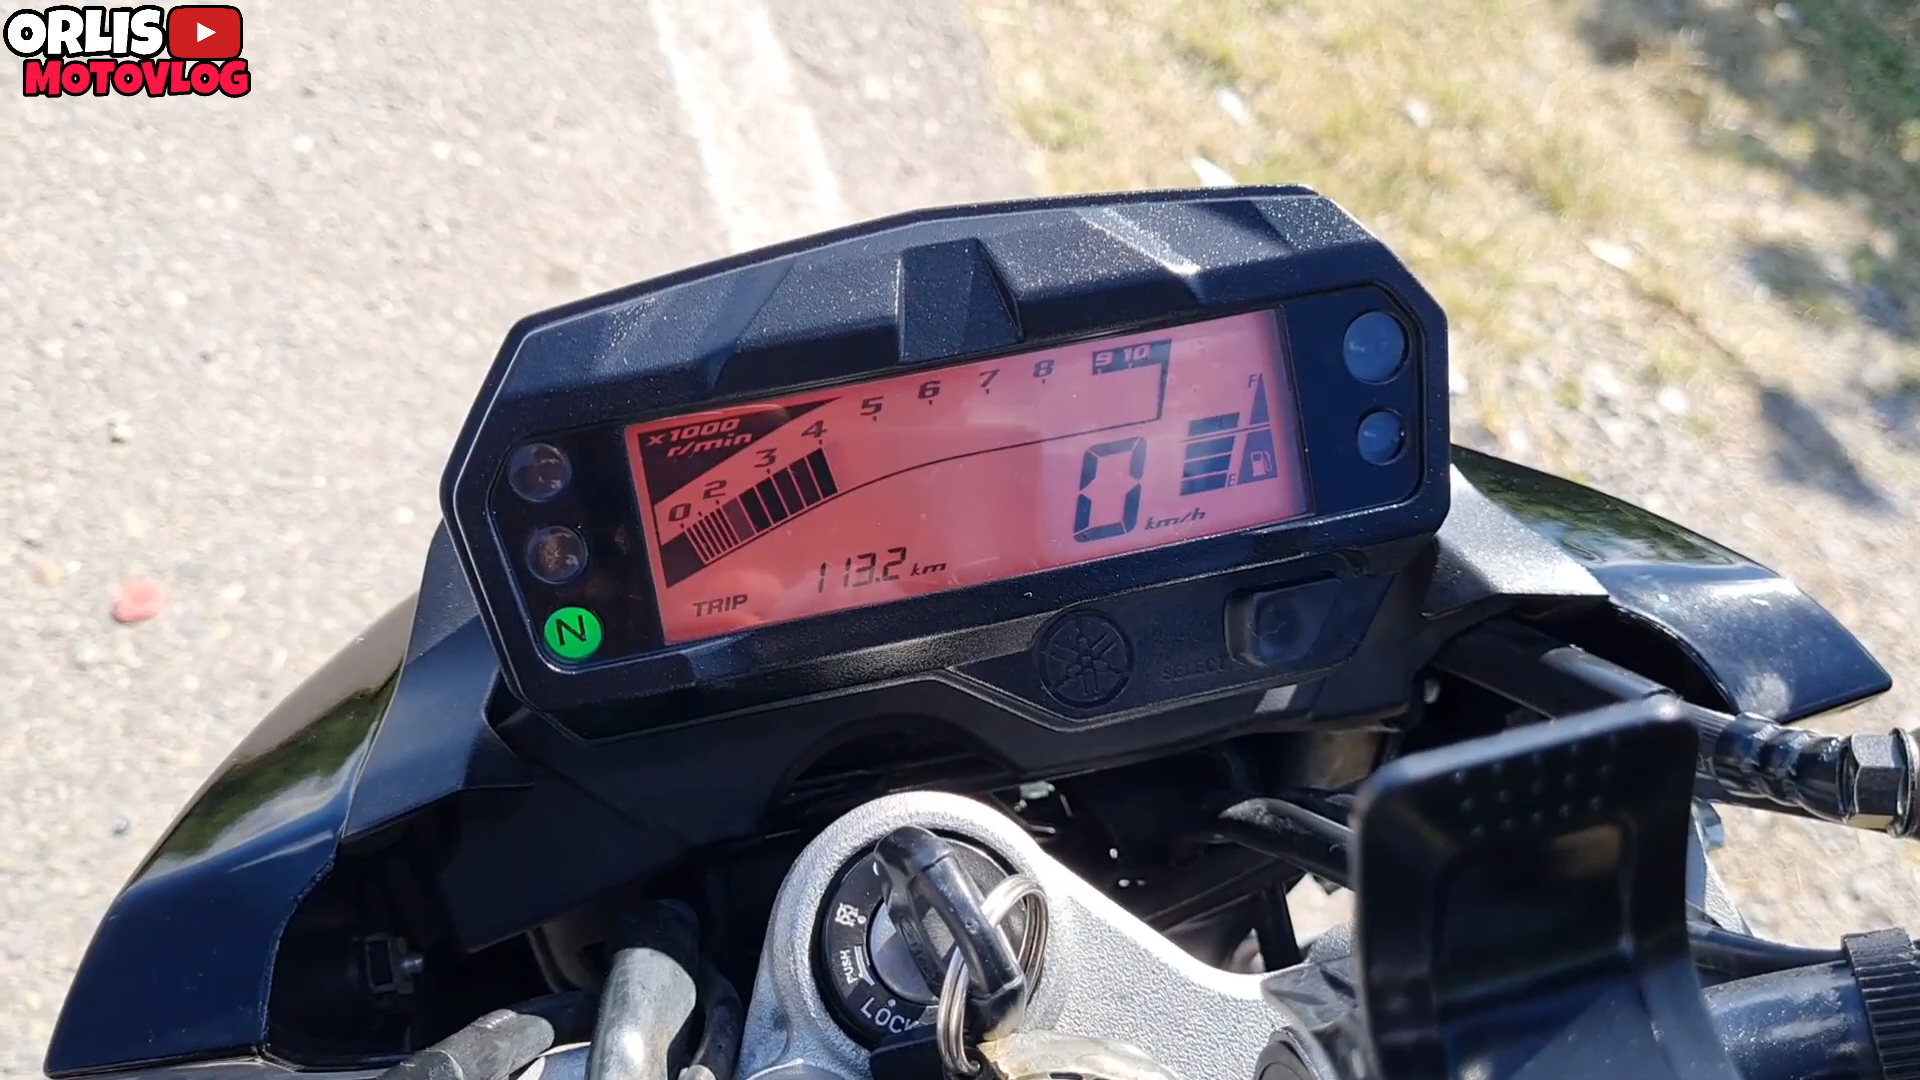 ORLIS
MOTOVLOG
x1000
r/min
0 2 3 4 5 6 7 8 9 10
F
E
0 km/h
TRIP 113.2 km
N
SELECT
PUSH
LOCK